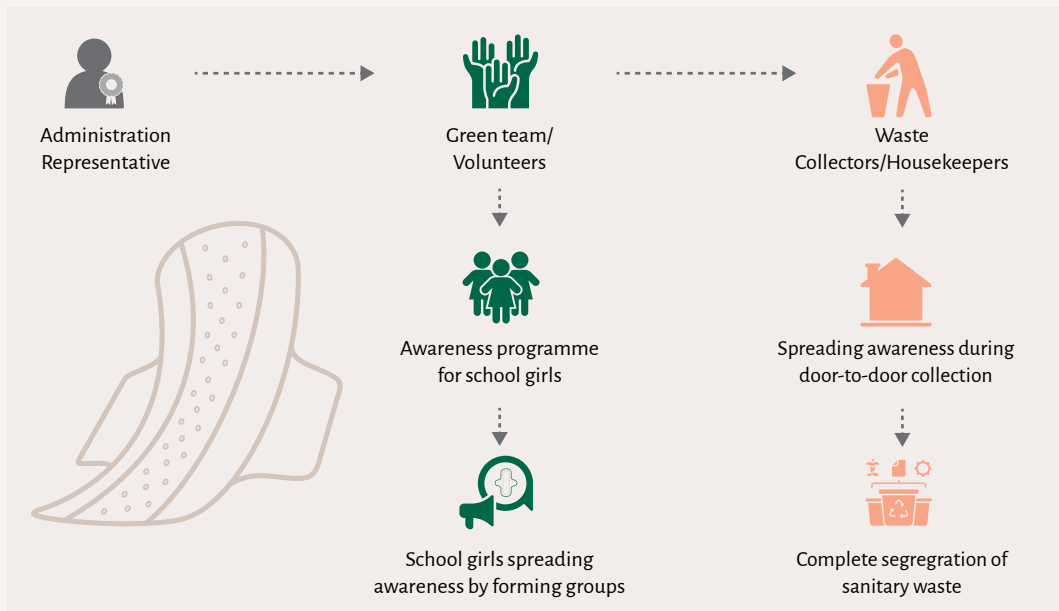 Administration
Representative
Green team/
Volunteers
Waste
Collectors/Housekeepers
Awareness programme
for school girls
Spreading awareness during
door-to-door collection
School girls spreading
awareness by forming groups
Complete segregration of
sanitary waste